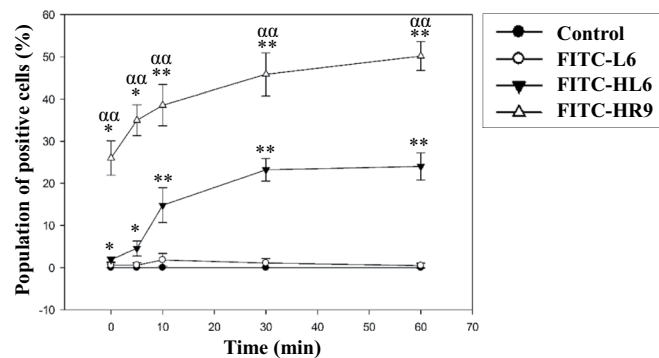 Population of positive cells (%)
60
50
40
30
20
10
0
-10
αα
*
αα
*
αα
**
αα
**
αα
**
*
*
**
**
**
0
10
20
30
40
50
60
70
Time (min)
Control
FITC-L6
FITC-HL6
FITC-HR9